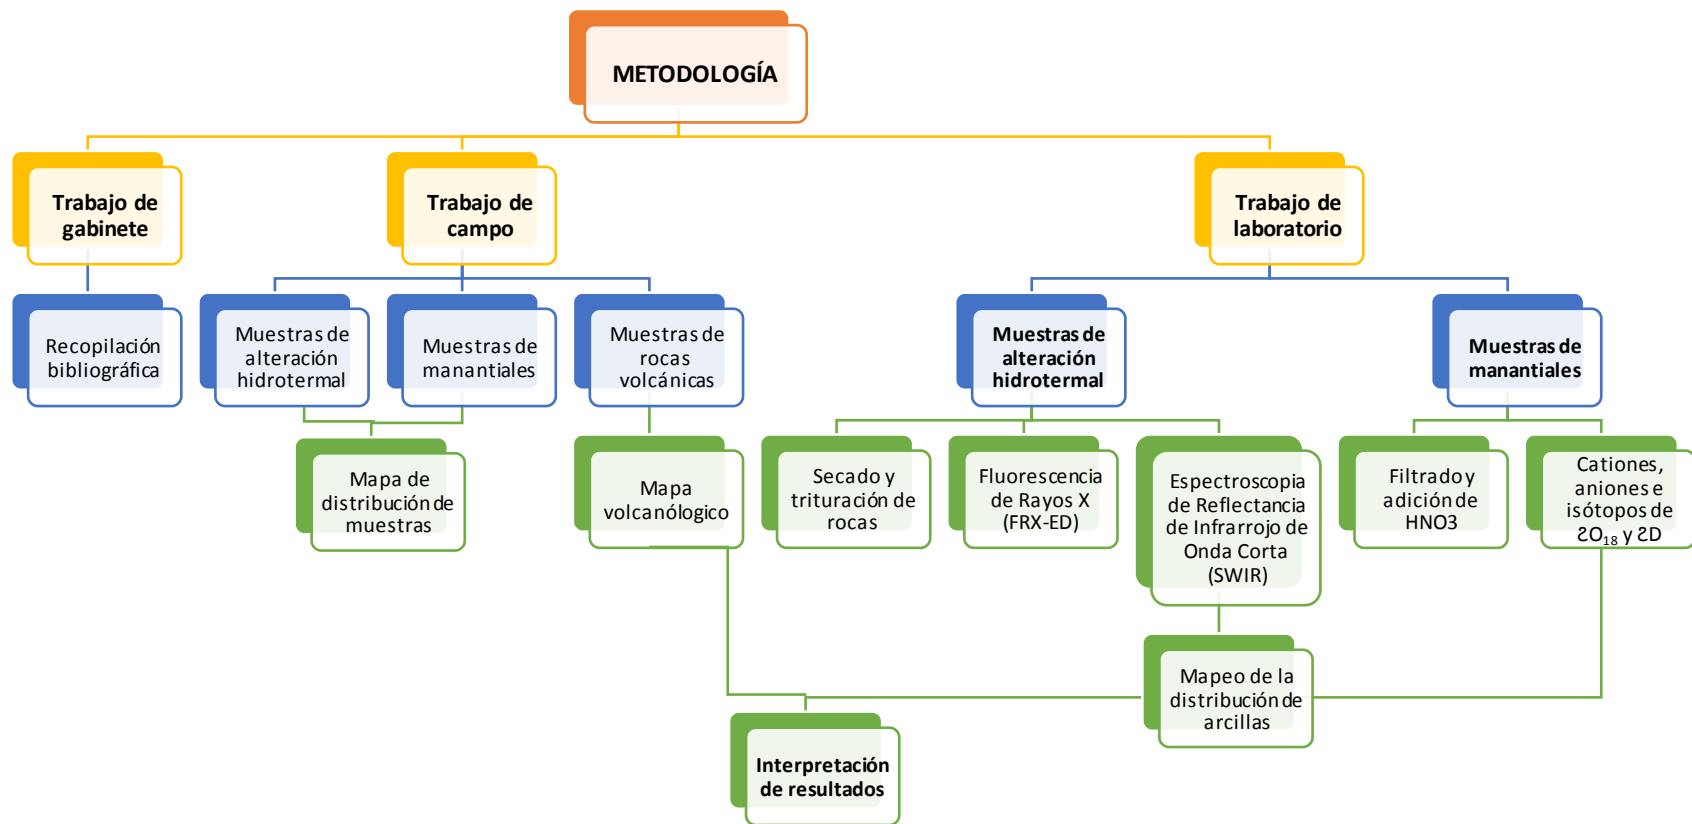 METODOLOGÍA
Trabajo de
gabinete
Trabajo de
campo
Trabajo de
laboratorio
Recopilación
bibliográfica
Muestras de
alteración
hidrotermal
Muestras de
manantiales
Muestras de
rocas
volcánicas
Muestras de
alteración
hidrotermal
Muestras de
manantiales
Mapa de
distribución de
muestras
Mapa
volcanólogico
Secado y
trituración de
rocas
Fluorescencia
de Rayos X
(FRX-ED)
Espectroscopia
de Reflectancia
de Infrarrojo de
Onda Corta
(SWIR)
Filtrado y
adición de
HNO3
Cationes,
aniones e
isótopos de
ƧO₁₈ y ƧD
Mapeo de la
distribución de
arcillas
Interpretación
de resultados